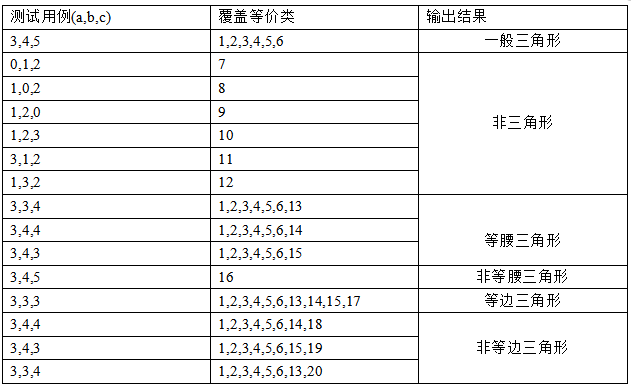 测试用例(a,b,c) 覆盖等价类 输出结果
3,4,5 1,2,3,4,5,6 一般三角形
0,1,2 7
1,0,2 8
1,2,0 9
非三角形
1,2,3 10
3,1,2 11
1,3,2 12
3,3,4 1,2,3,4,5,6,13
3,4,4 1,2,3,4,5,6,14
等腰三角形
3,4,3 1,2,3,4,5,6,15
3,4,5 16 非等腰三角形
3,3,3 1,2,3,4,5,6,13,14,15,17 等边三角形
3,4,4 1,2,3,4,5,6,14,18
3,4,3 1,2,3,4,5,6,15,19 非等边三角形
3,3,4 1,2,3,4,5,6,13,20